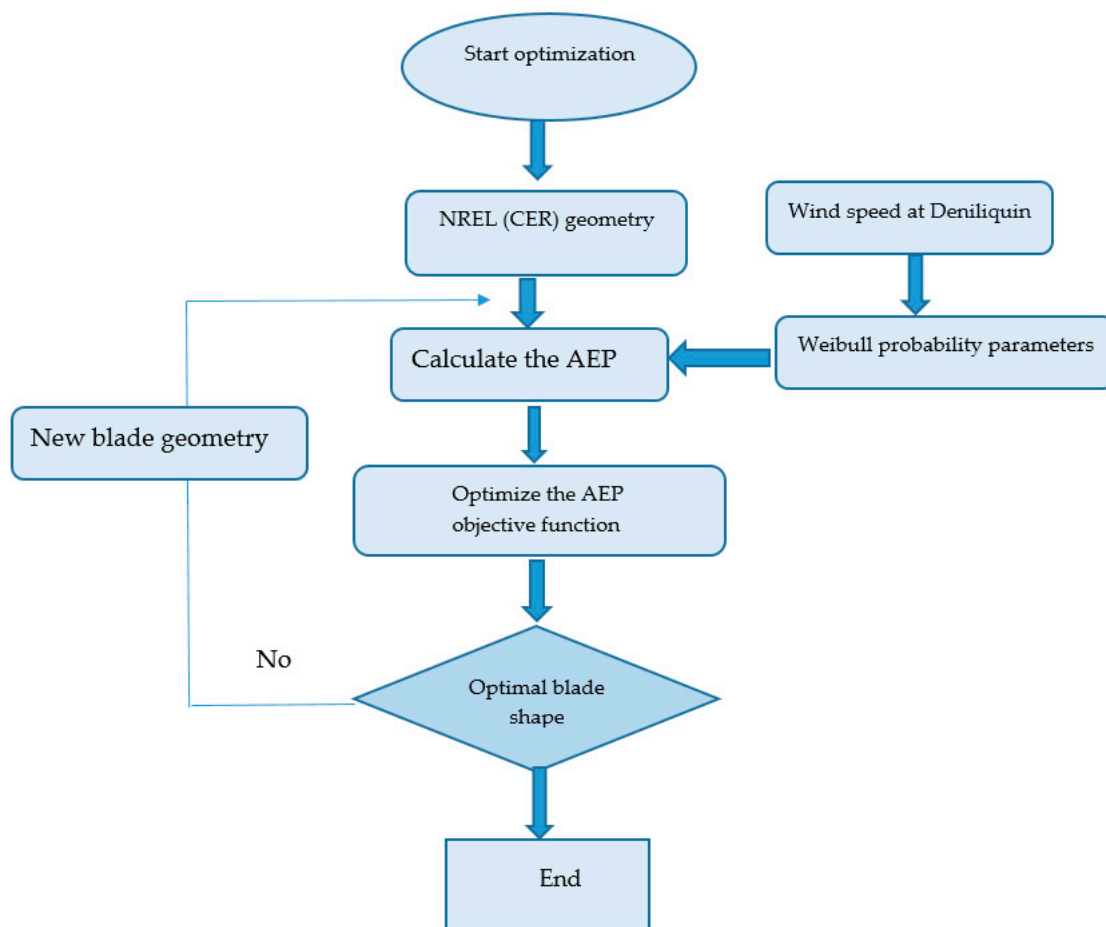 Start optimization
NREL (CER) geometry
Wind speed at Deniliquin
Calculate the AEP
Weibull probability parameters
New blade geometry
Optimize the AEP
objective function
No
Optimal blade
shape
End